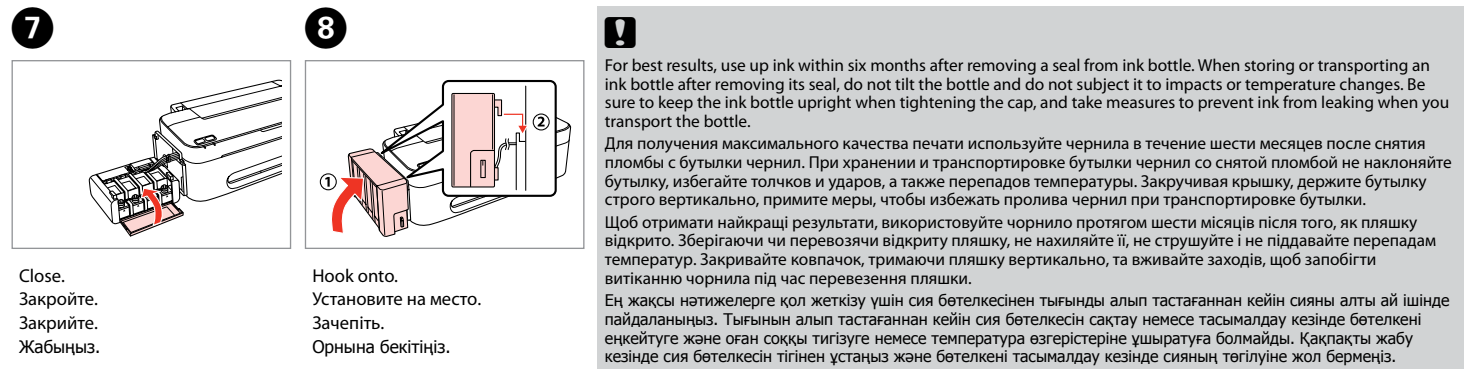 7
Close.
Закройте.
Закрийте.
Жабыңыз.
8
①
②
Hook onto.
Установите на место.
Зачепіть.
Орнына бекітіңіз.
For best results, use up ink within six months after removing a seal from ink bottle. When storing or transporting an
ink bottle after removing its seal, do not tilt the bottle and do not subject it to impacts or temperature changes. Be
sure to keep the ink bottle upright when tightening the cap, and take measures to prevent ink from leaking when you
transport the bottle.
Для получения максимального качества печати используйте чернила в течение шести месяцев после снятия
пломбы с бутылки чернил. При хранении и транспортировке бутылки чернил со снятой пломбой не наклоняйте
бутылку, избегайте толчков и ударов, а также перепадов температуры. Закручивая крышку, держите бутылку
строго вертикально, примите меры, чтобы избежать пролива чернил при транспортировке бутылки.
Щоб отримати найкращі результати, використовуйте чорнило протягом шести місяців після того, як пляшку
відкрито. Зберігаючи чи перевозячи відкриту пляшку, не нахиляйте її, не струшуйте і не піддавайте перепадам
температур. Закривайте ковпачок, тримаючи пляшку вертикально, та вживайте заходів, щоб запобігти
витіканню чорнила під час перевезення пляшки.
Ең жақсы нәтижелерге қол жеткізу үшін сия бөтелкесінен тығынды алып тастағаннан кейін сияны алты ай ішінде
пайдаланыңыз. Тығынын алып тастағаннан кейін сия бөтелкесін сақтау немесе тасымалдау кезінде бөтелкені
еңкейтуге және оған соққы тигізуге немесе температура өзгерістеріне ұшыратуға болмайды. Қақпақты жабу
кезінде сия бөтелкесін тігінен ұстаңыз және бөтелкені тасымалдау кезінде сияның төгілуіне жол бермеңіз.